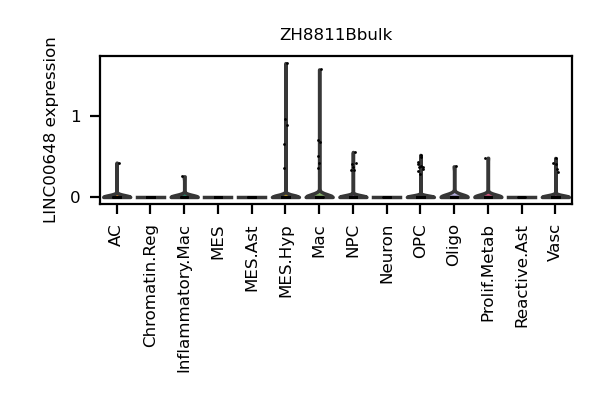 ZH8811Bbulk
LINC00648 expression
1
0
AC
Chromatin.Reg
Inflammatory.Mac
MES
MES.Ast
MES.Hyp
Mac
NPC
Neuron
OPC
Oligo
Prolif.Metab
Reactive.Ast
Vasc